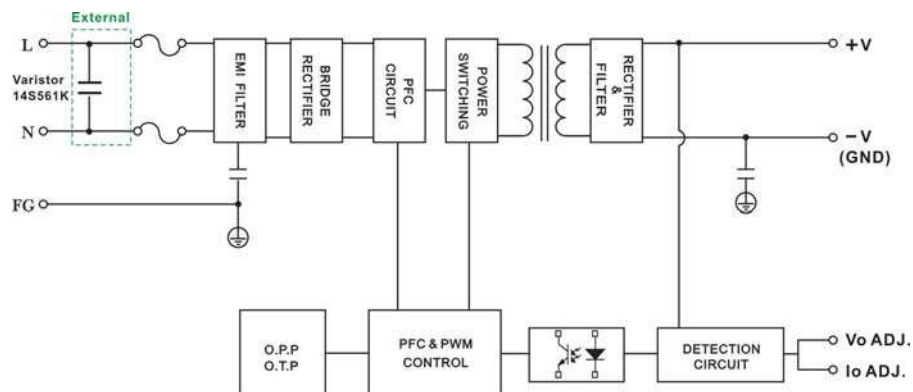 External
L
Varistor
14S561K
N
FG
EMI FILTER
BRIDGE
RECTIFIER
PFC
CIRCUIT
POWER
SWITCHING
RECTIFIER
&
FILTER
+V
−V
(GND)
O.P.P
O.T.P
PFC & PWM
CONTROL
DETECTION
CIRCUIT
Vo ADJ.
Io ADJ.